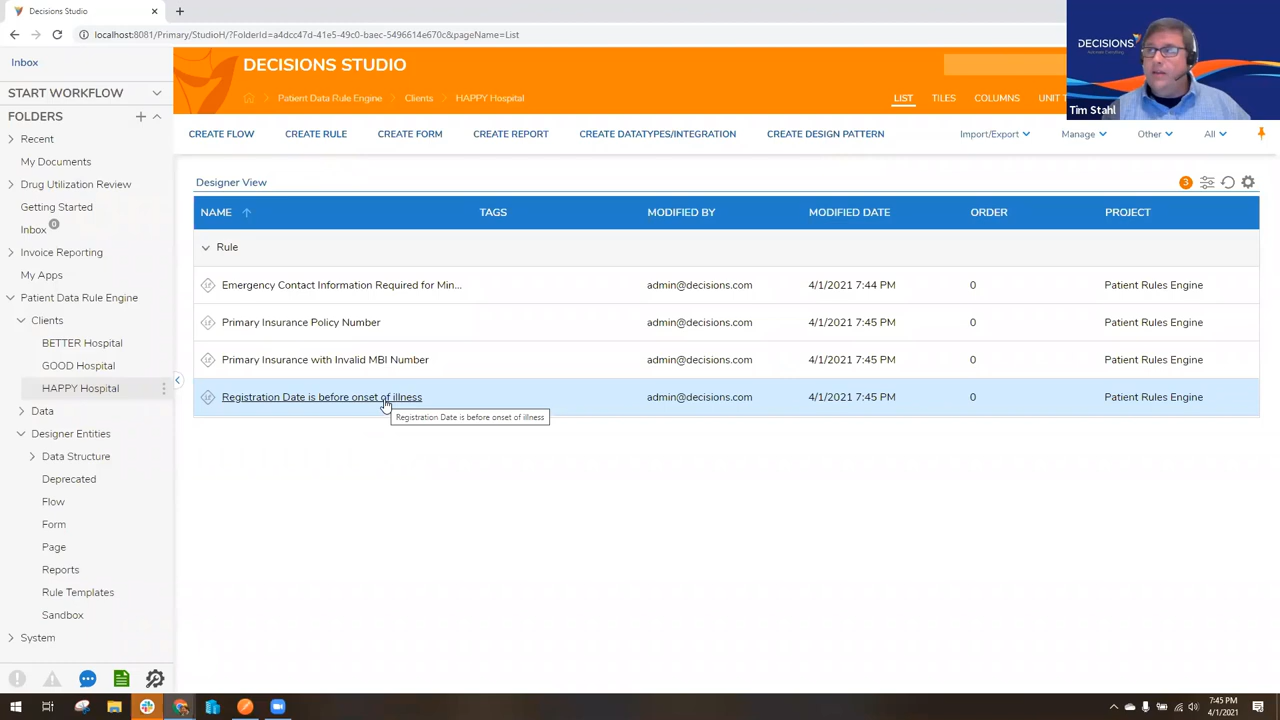 Decisions Studio
localhost:8081/Primary/StudioH/?FolderId=a4dcc47d-41e5-49c0-baec-5496614e670c&pageName=List
Inbox
START WORKFLOW
FOLDERS
Recent
My Documents
Drug Utilization Review
Getting Started
Inbox 0
Invoice Reporting
My Apps
Patient Data Rule Engine
Clients
BETTER Hospital
GOOD Hospital
HAPPY Hospital
Data
Designer Entities
Data Structure
Deprecated
Flow
Form
Page
Reports
Rule Templates
Sandbox
System
DECISIONS STUDIO
Patient Data Rule Engine Clients HAPPY Hospital
LIST TILES COLUMNS UNIT T
CREATE FLOW CREATE RULE CREATE FORM CREATE REPORT CREATE DATATYPES/INTEGRATION CREATE DESIGN PATTERN Import/Export Manage Other All
Designer View 3
NAME TAGS MODIFIED BY MODIFIED DATE ORDER PROJECT
Rule
Emergency Contact Information Required for Min... admin@decisions.com 4/1/2021 7:44 PM 0 Patient Rules Engine
Primary Insurance Policy Number admin@decisions.com 4/1/2021 7:45 PM 0 Patient Rules Engine
Primary Insurance with Invalid MBI Number admin@decisions.com 4/1/2021 7:45 PM 0 Patient Rules Engine
Registration Date is before onset of illness admin@decisions.com 4/1/2021 7:45 PM 0 Patient Rules Engine
Registration Date is before onset of illness
DECISIONS
Tim Stahl
7:45 PM
4/1/2021